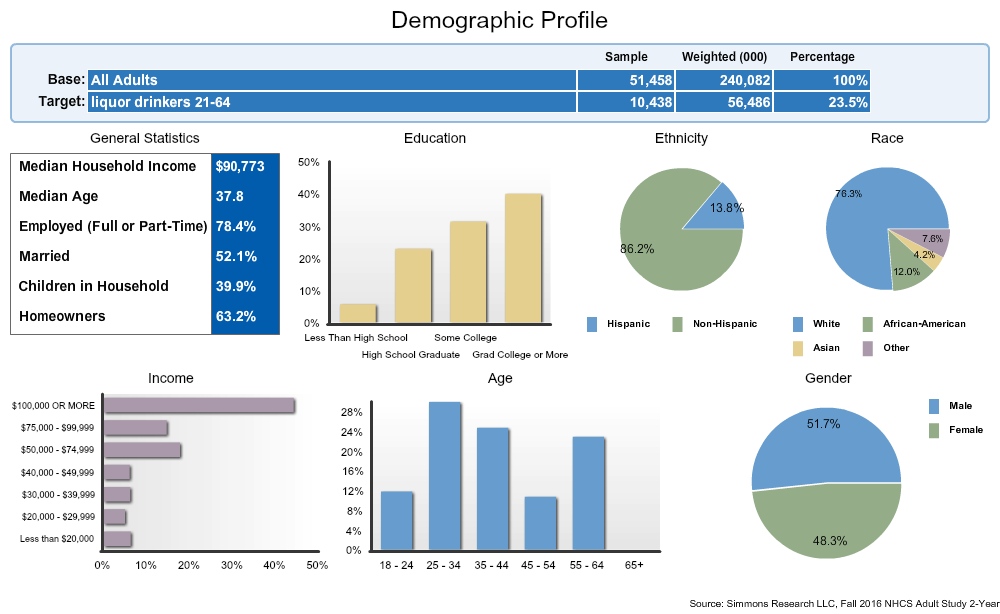 Demographic Profile
Sample Weighted (000) Percentage
Base: All Adults 51,458 240,082 100%
Target: liquor drinkers 21-64 10,438 56,486 23.5%
General Statistics
Median Household Income $90,773
Median Age 37.8
Employed (Full or Part-Time) 78.4%
Married 52.1%
Children in Household 39.9%
Homeowners 63.2%
Education
50%
40%
30%
20%
10%
0%
Less Than High School Some College
High School Graduate Grad College or More
Ethnicity
13.8%
86.2%
Hispanic Non-Hispanic
Race
76.3%
7.6%
4.2%
12.0%
White African-American
Asian Other
Income
$100,000 OR MORE
$75,000 - $99,999
$50,000 - $74,999
$40,000 - $49,999
$30,000 - $39,999
$20,000 - $29,999
Less than $20,000
0% 10% 20% 30% 40% 50%
Age
28%
24%
20%
16%
12%
8%
4%
0%
18 - 24 25 - 34 35 - 44 45 - 54 55 - 64 65+
Gender
Male
Female
51.7%
48.3%
Source: Simmons Research LLC, Fall 2016 NHCS Adult Study 2-Year